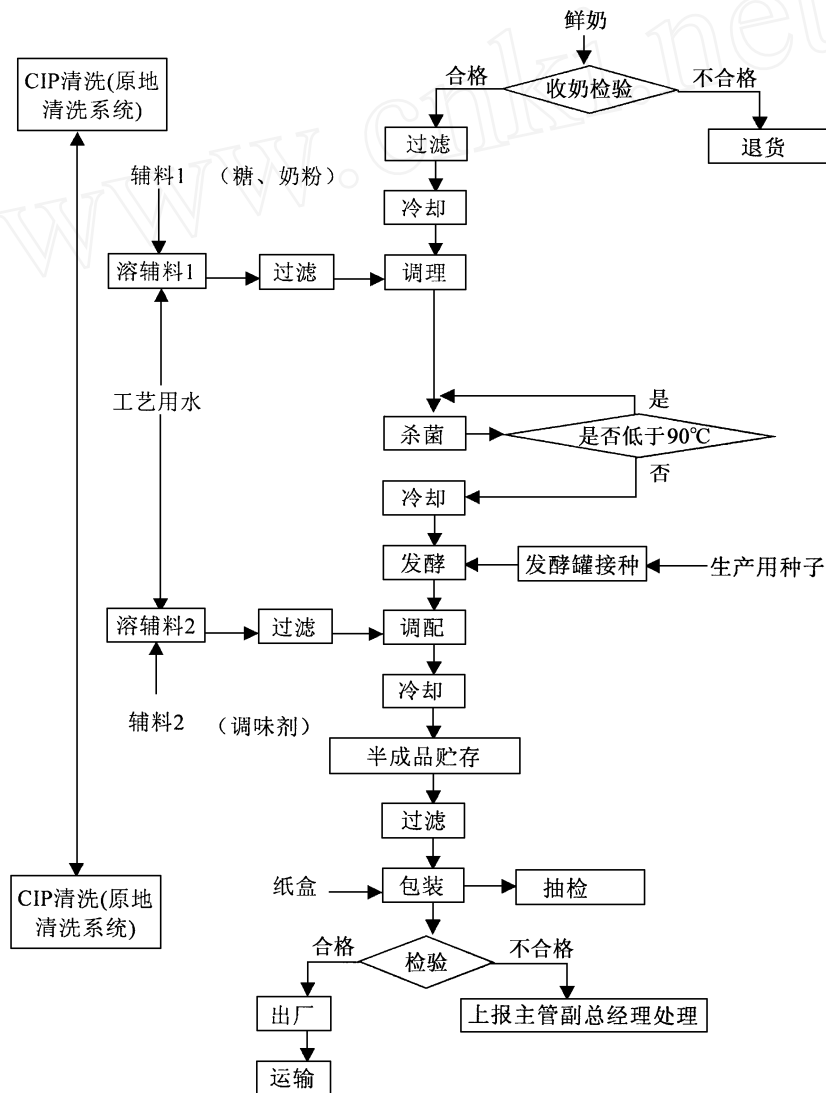 鲜奶
CIP清洗(原地
清洗系统)
合格
收奶检验
不合格
过滤
退货
辅料1 （糖、奶粉）
冷却
溶辅料1
过滤
调理
工艺用水
是
杀菌
是否低于90℃
否
冷却
发酵
发酵罐接种
生产用种子
溶辅料2
过滤
调配
冷却
辅料2 （调味剂）
半成品贮存
过滤
纸盒
包装
抽检
CIP清洗(原地
清洗系统)
合格
检验
不合格
出厂
上报主管副总经理处理
运输
www.cnki.net